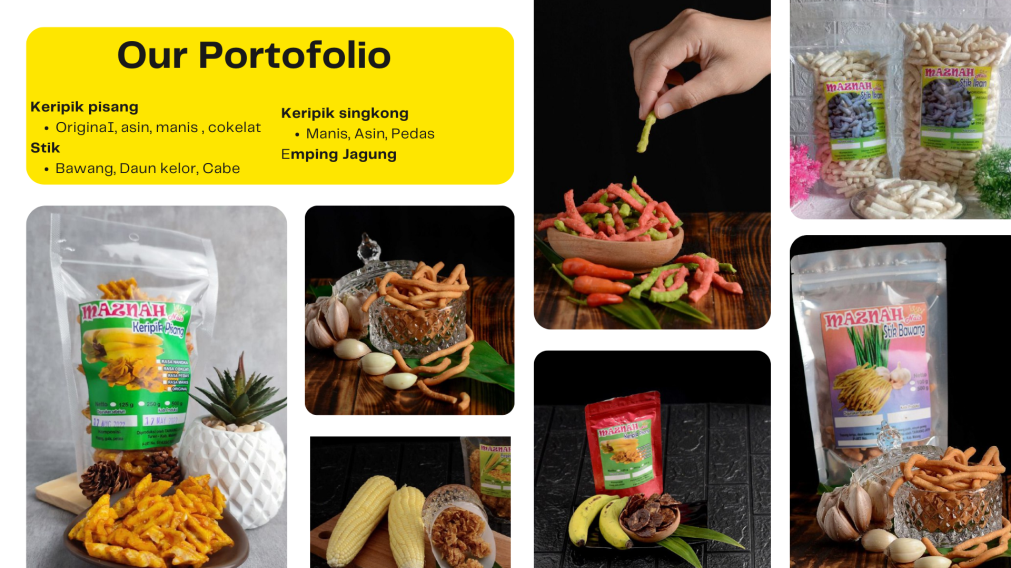 Our Portofolio
Keripik pisang
• Original, asin, manis , cokelat
Stik
• Bawang, Daun kelor, Cabe
Keripik singkong
• Manis, Asin, Pedas
Emping Jagung
MAZNAH
Keripik Pisang
MAZNAH
MAZNAH
Stik Ikan
MAZNAH
Stik Ikan
MAZNAH
Stik Bawang